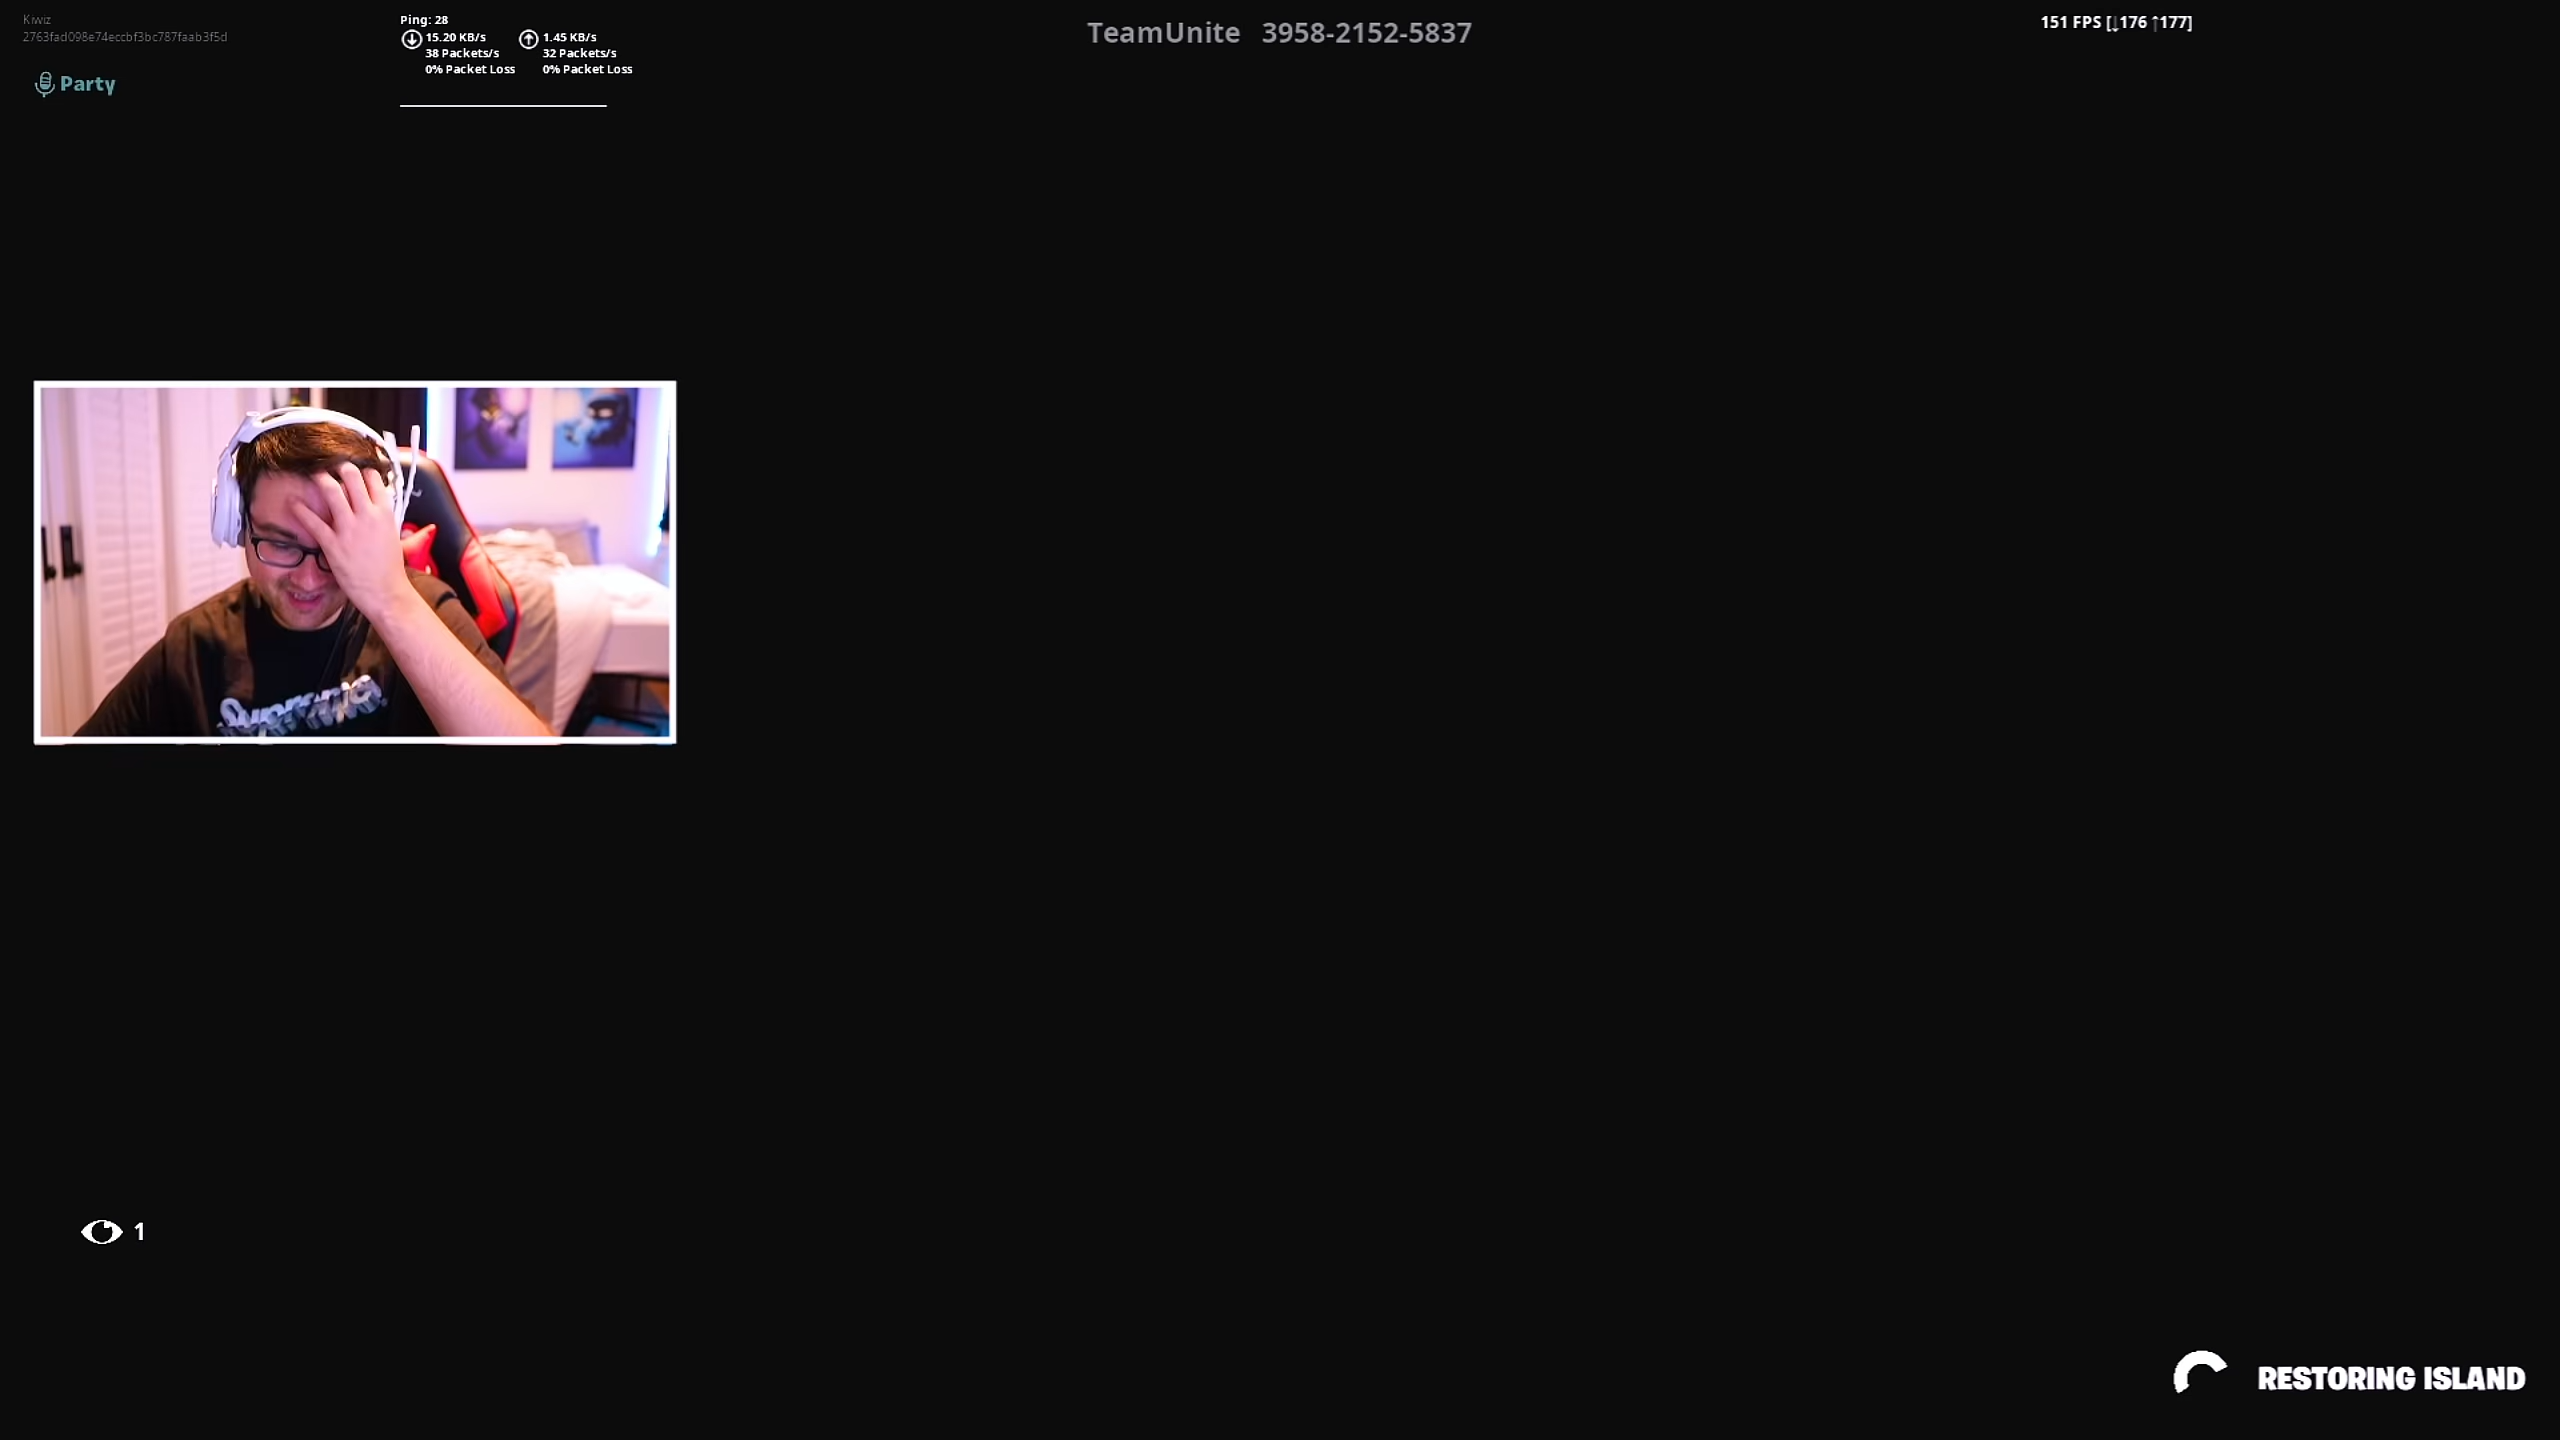 Kiwiz
2763fad098e74eccbf3bc787faab3f5d
Party
Ping: 28
15.20 KB/s
38 Packets/s
0% Packet Loss
1.45 KB/s
32 Packets/s
0% Packet Loss
TeamUnite 3958-2152-5837
151 FPS [↓176 ↑177]
Supreme.
1
RESTORING ISLAND